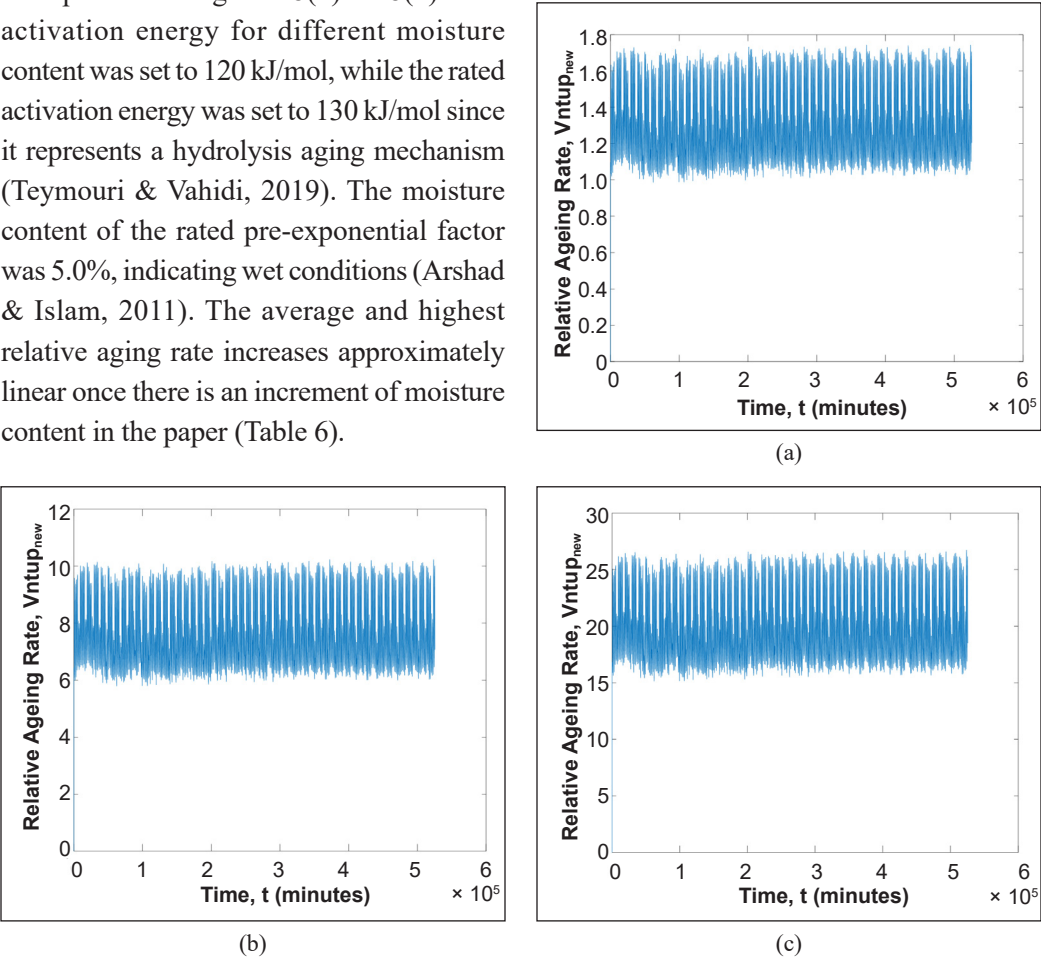 activation energy for different moisture
content was set to 120 kJ/mol, while the rated
activation energy was set to 130 kJ/mol since
it represents a hydrolysis aging mechanism
(Teymouri & Vahidi, 2019). The moisture
content of the rated pre-exponential factor
was 5.0%, indicating wet conditions (Arshad
& Islam, 2011). The average and highest
relative aging rate increases approximately
linear once there is an increment of moisture
content in the paper (Table 6).
Relative Ageing Rate, Vntup_new
1.8
1.6
1.4
1.2
1.0
0.8
0.6
0.4
0.2
0
0 1 2 3 4 5 6
Time, t (minutes) × 10⁵
(a)
Relative Ageing Rate, Vntup_new
12
10
8
6
4
2
0
0 1 2 3 4 5 6
Time, t (minutes) × 10⁵
(b)
Relative Ageing Rate, Vntup_new
30
25
20
15
10
5
0
0 1 2 3 4 5 6
Time, t (minutes) × 10⁵
(c)